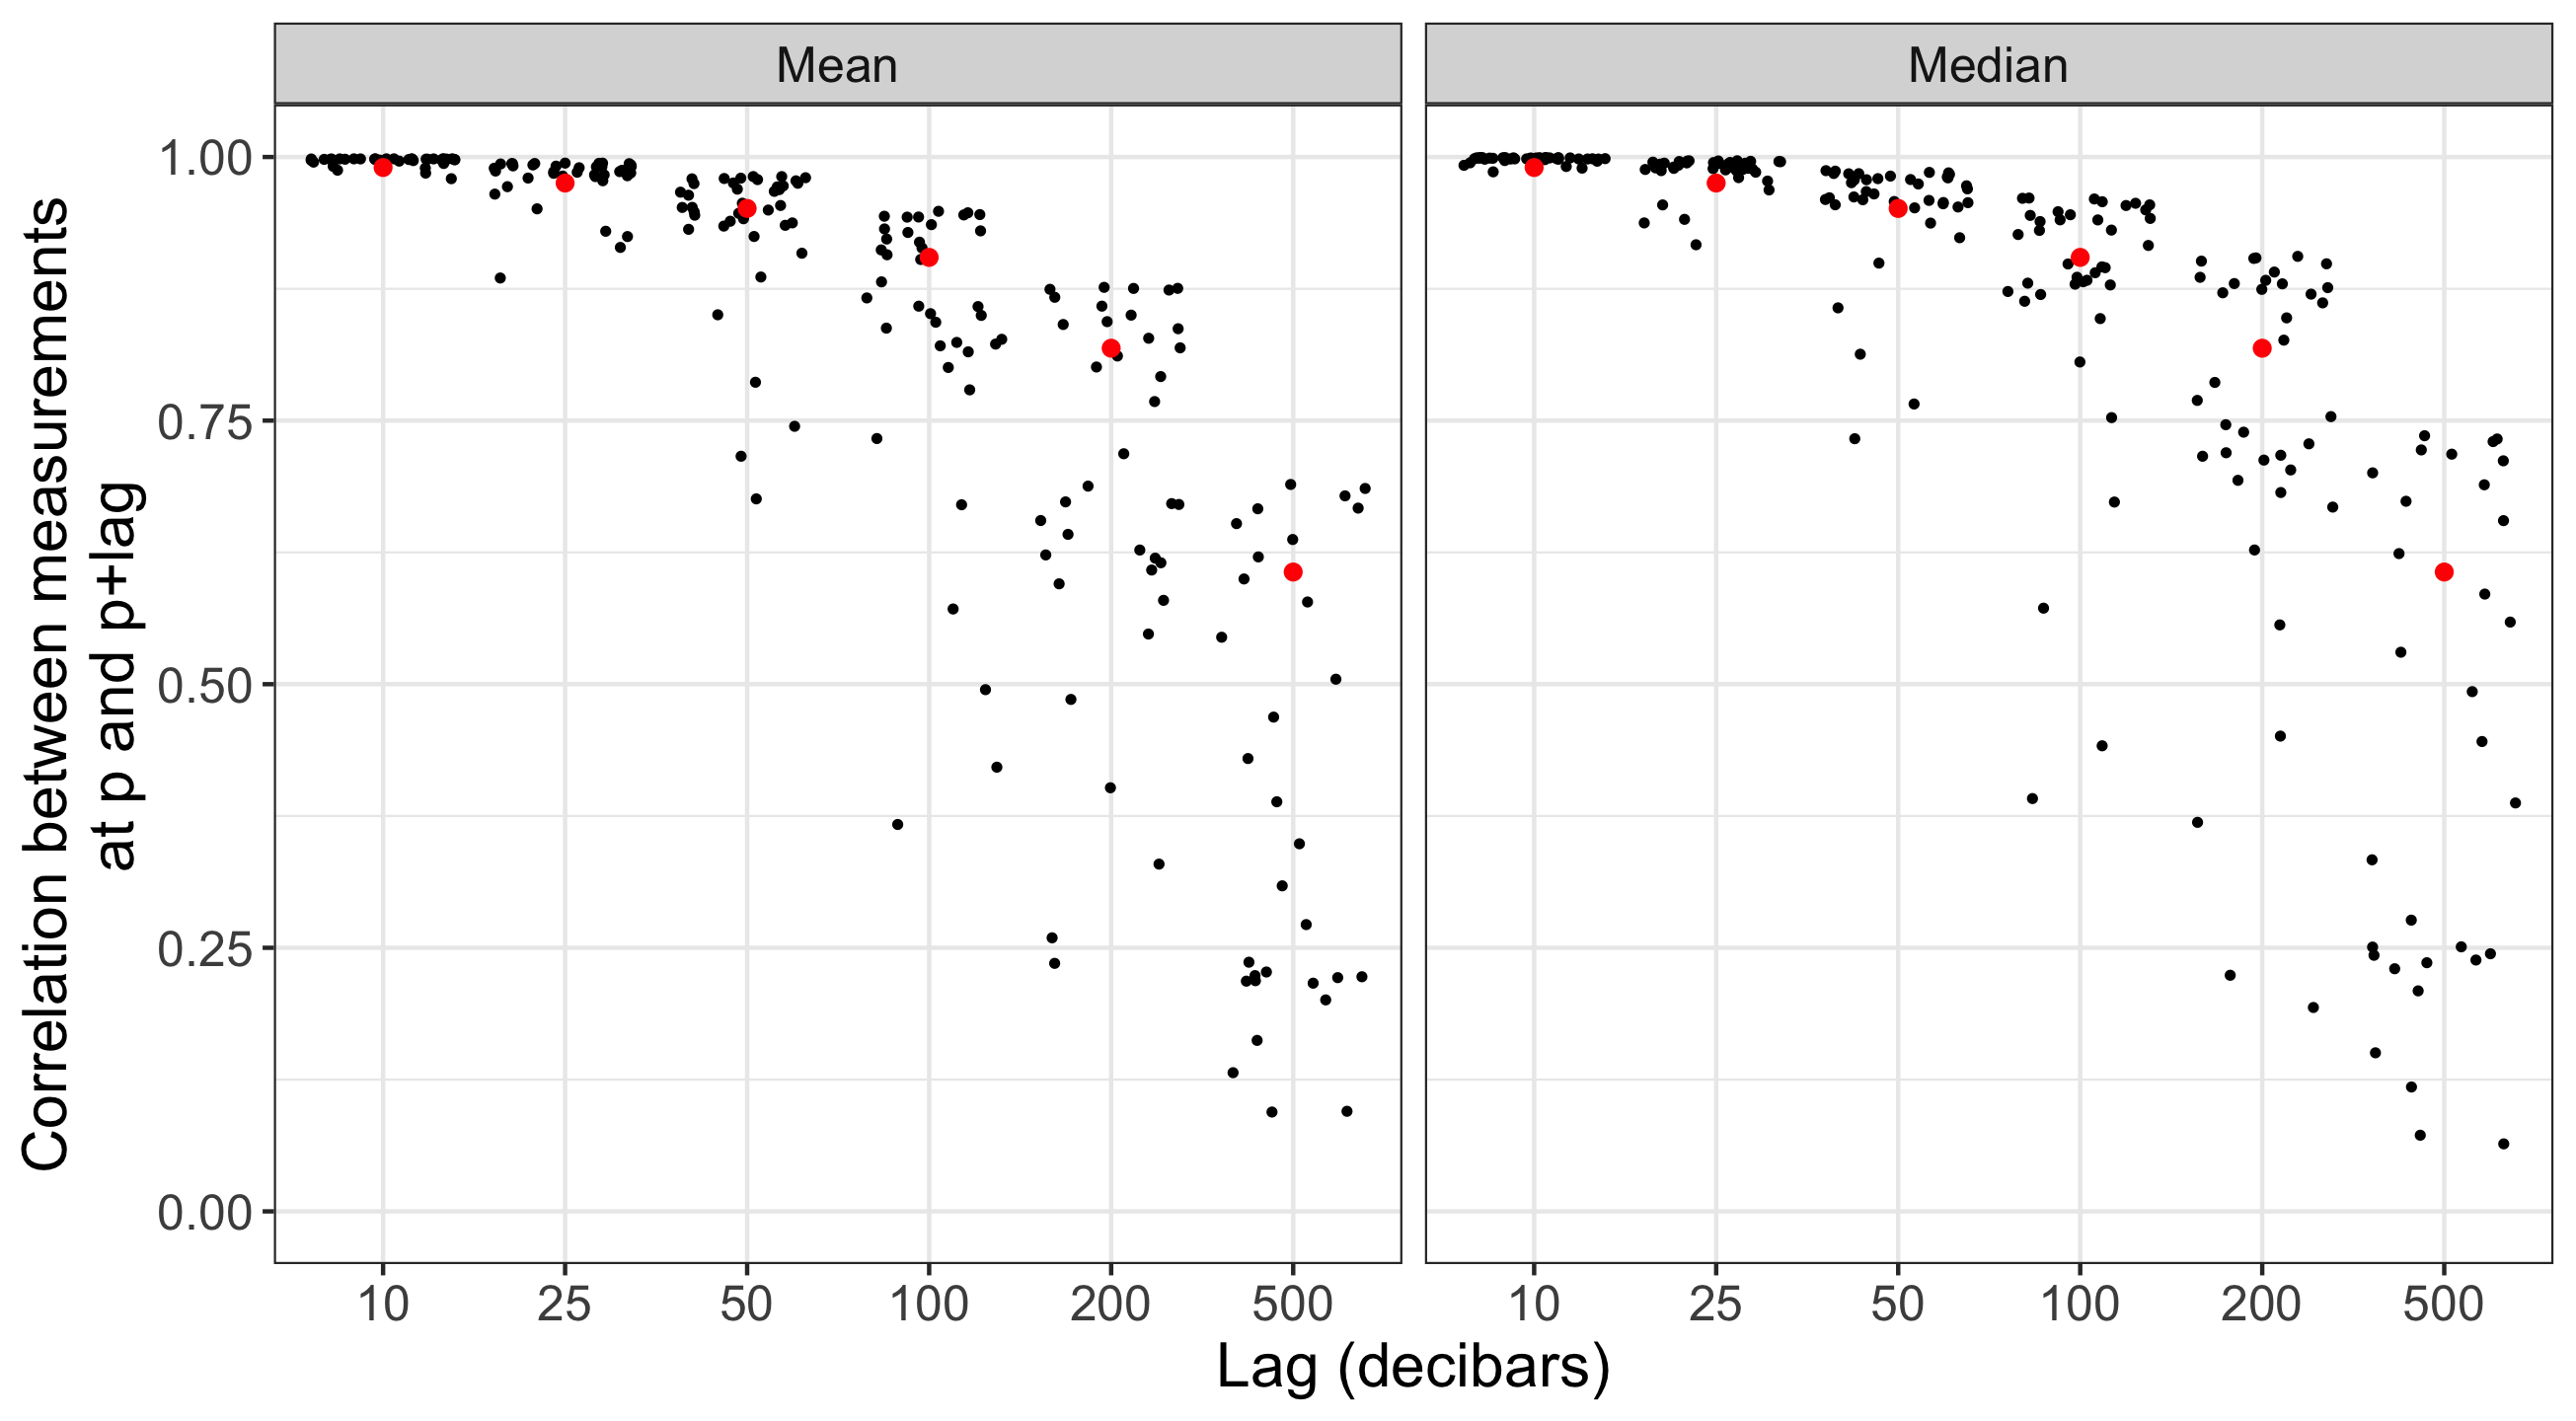 Mean
Median
Correlation between measurements
at p and p+lag
1.00
0.75
0.50
0.25
0.00
10 25 50 100 200 500
10 25 50 100 200 500
Lag (decibars)